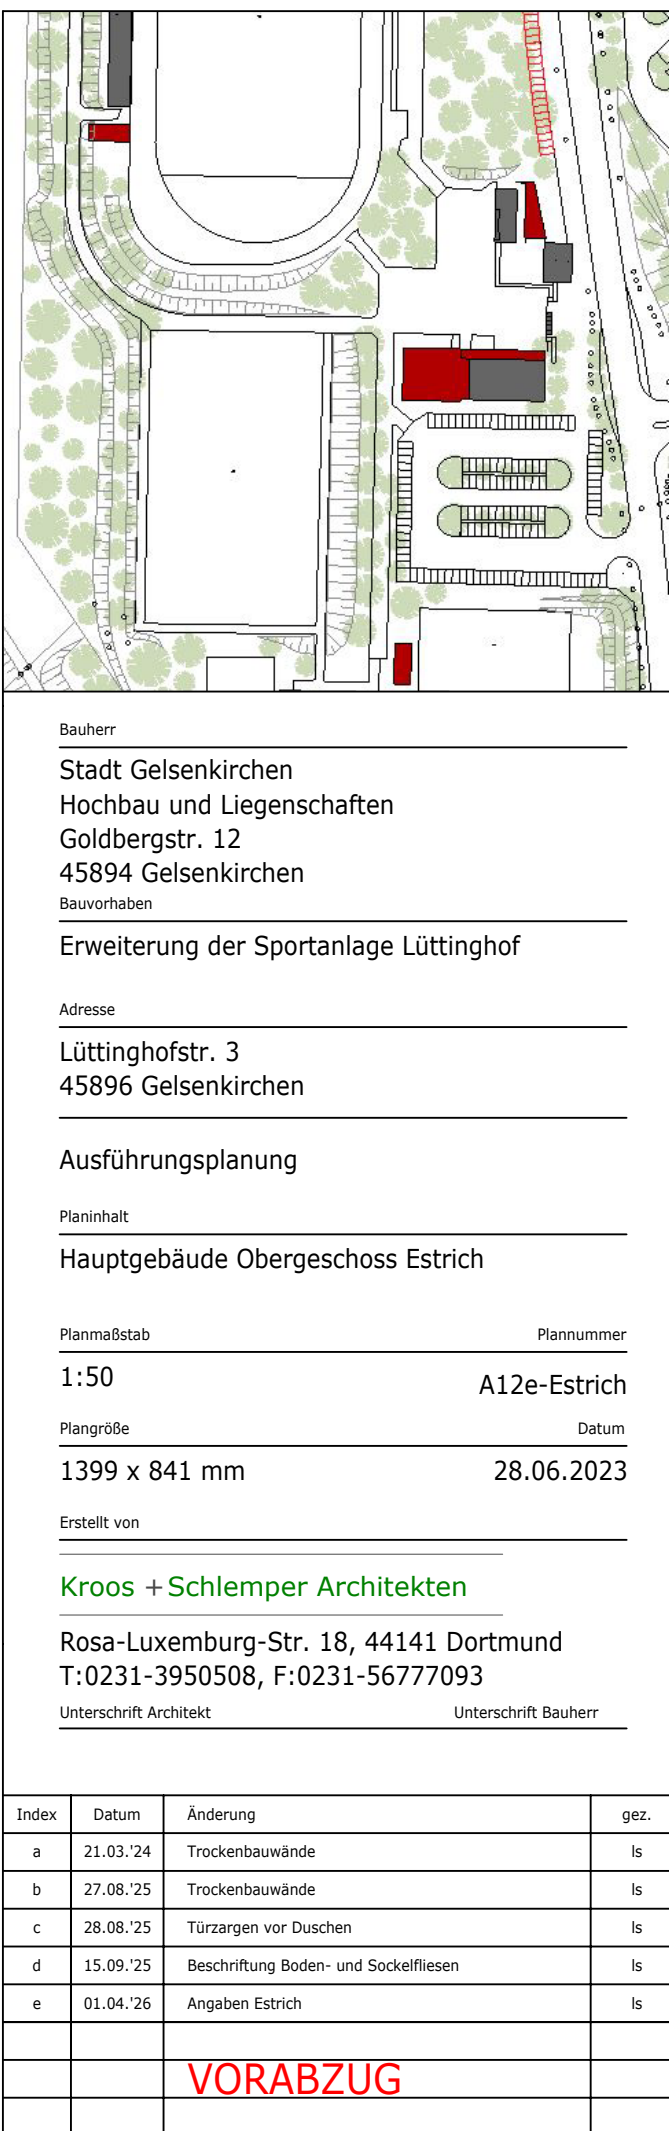 Bauherr
Stadt Gelsenkirchen
Hochbau und Liegenschaften
Goldbergstr. 12
45894 Gelsenkirchen
Bauvorhaben
Erweiterung der Sportanlage Lüttinghof
Adresse
Lüttinghofstr. 3
45896 Gelsenkirchen
Ausführungsplanung
Planinhalt
Hauptgebäude Obergeschoss Estrich
Planmaßstab Plannummer
1:50 A12e-Estrich
Plangröße Datum
1399 x 841 mm 28.06.2023
Erstellt von
Kroos + Schlemper Architekten
Rosa-Luxemburg-Str. 18, 44141 Dortmund
T:0231-3950508, F:0231-56777093
Unterschrift Architekt Unterschrift Bauherr
Index Datum Änderung gez.
a 21.03.'24 Trockenbauwände ls
b 27.08.'25 Trockenbauwände ls
c 28.08.'25 Türzargen vor Duschen ls
d 15.09.'25 Beschriftung Boden- und Sockelfliesen ls
e 01.04.'26 Angaben Estrich ls
VORABZUG